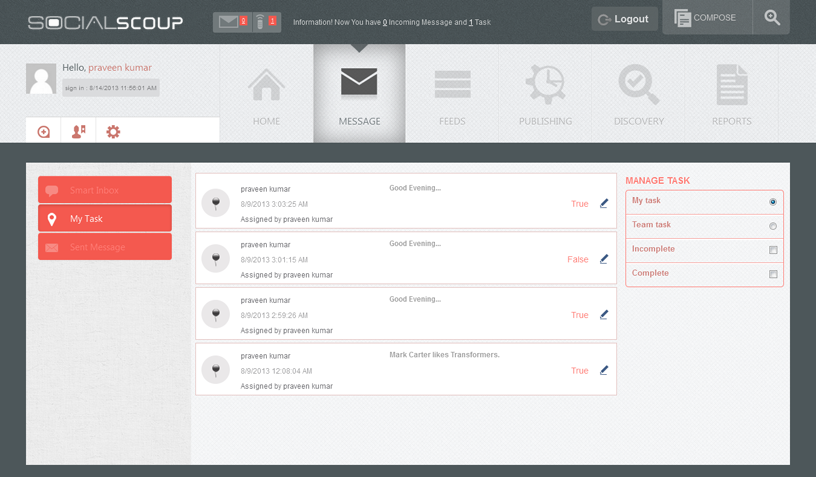 SOCIALSCOUP
0
1
Information! Now You have 0 Incoming Message and 1 Task
Logout
COMPOSE
Hello, praveen kumar
sign in : 8/14/2013 11:56:01 AM
HOME
MESSAGE
FEEDS
PUBLISHING
DISCOVERY
REPORTS
Smart Inbox
My Task
Sent Message
praveen kumar
Good Evening...
8/9/2013 3:03:25 AM
True
Assigned by praveen kumar
praveen kumar
Good Evening...
8/9/2013 3:01:15 AM
False
Assigned by praveen kumar
praveen kumar
Good Evening...
8/9/2013 2:59:26 AM
True
Assigned by praveen kumar
praveen kumar
Mark Carter likes Transformers.
8/9/2013 12:08:04 AM
True
Assigned by praveen kumar
MANAGE TASK
My task
Team task
Incomplete
Complete